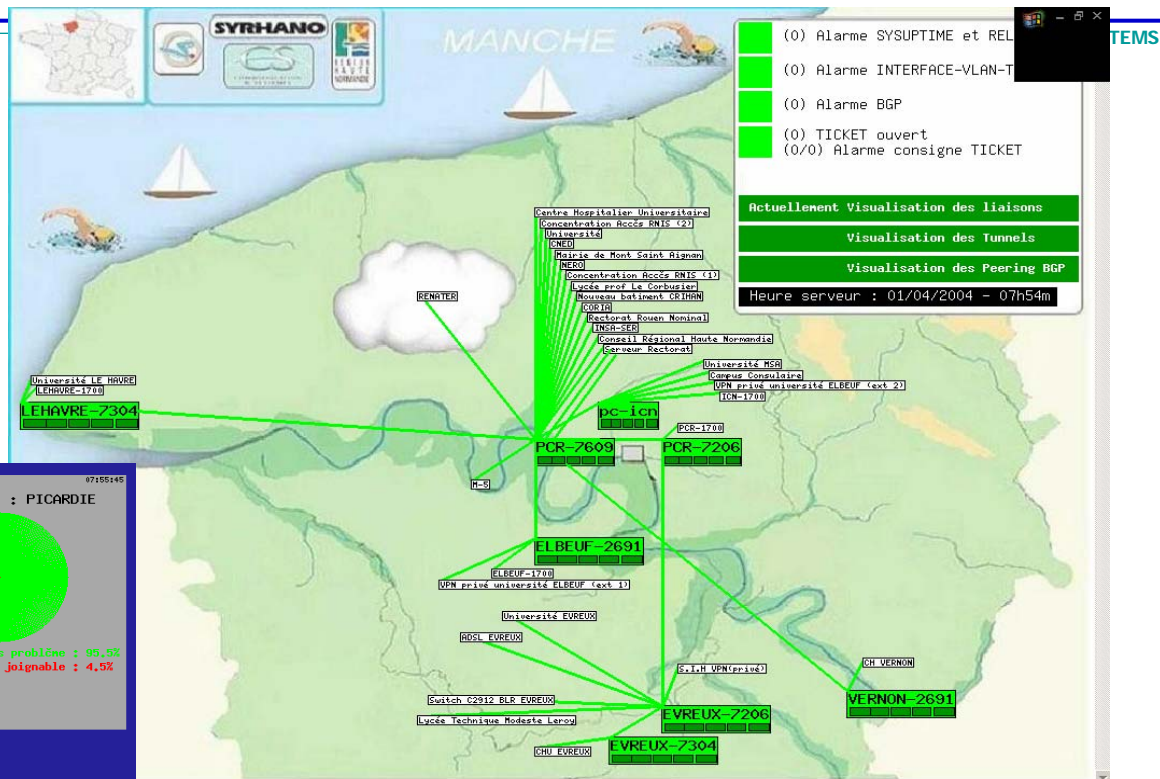 SYRHANO
REGION
HAUTE
NORMANDIE
MANCHE
TEMS
(0) Alarme SYSUPTIME et REL
(0) Alarme INTERFACE-VLAN-T
(0) Alarme BGP
(0) TICKET ouvert
(0/0) Alarme consigne TICKET
Actuellement Visualisation des liaisons
Visualisation des Tunnels
Visualisation des Peering BGP
Heure serveur : 01/04/2004 - 07h54m
Centre Hospitalier Universitaire
Concentration Accès RNIS (2)
Université
CNED
Mairie de Mont Saint Aignan
NERO
Concentration Accès RNIS (1)
Lycée prof Le Corbusier
Nouveau batiment CRIHAN
CORIA
Rectorat Rouen Nominal
INSA-SER
Conseil Régional Haute Normandie
Serveur Rectorat
RENATER
Université MSA
Campus Consulaire
VPN privé université ELBEUF (ext 2)
ICN-1700
Université LE HAVRE
LEHAVRE-1700
LEHAVRE-7304
pc-icn
PCR-1700
PCR-7609
PCR-7206
M-5
07:55:45
: PICARDIE
problème : 95.5%
joignable : 4.5%
ELBEUF-2691
ELBEUF-1700
VPN privé université ELBEUF (ext 1)
Université EVREUX
ADSL EVREUX
S.I.H VPN(privé)
CH VERNON
Switch C2912 BLR EVREUX
Lycée Technique Modeste Leroy
VERNON-2691
EVREUX-7206
CHU EVREUX
EVREUX-7304